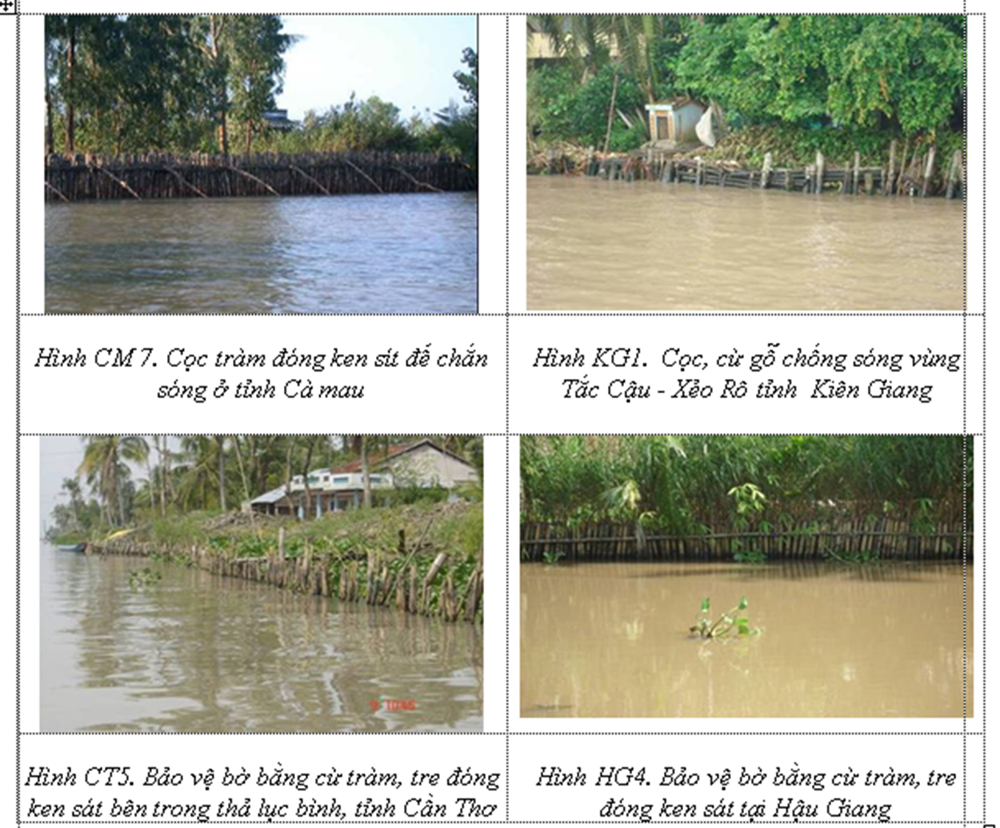 Hình CM 7. Cọc tràm đóng ken sít để chắn
sóng ở tỉnh Cà mau
Hình KG1. Cọc, cừ gỗ chống sóng vùng
Tắc Cậu - Xẻo Rô tỉnh Kiên Giang
9 10:46
Hình CT5. Bảo vệ bờ bằng cừ tràm, tre đóng
ken sát bên trong thả lục bình, tỉnh Cần Thơ
Hình HG4. Bảo vệ bờ bằng cừ tràm, tre
đóng ken sát tại Hậu Giang